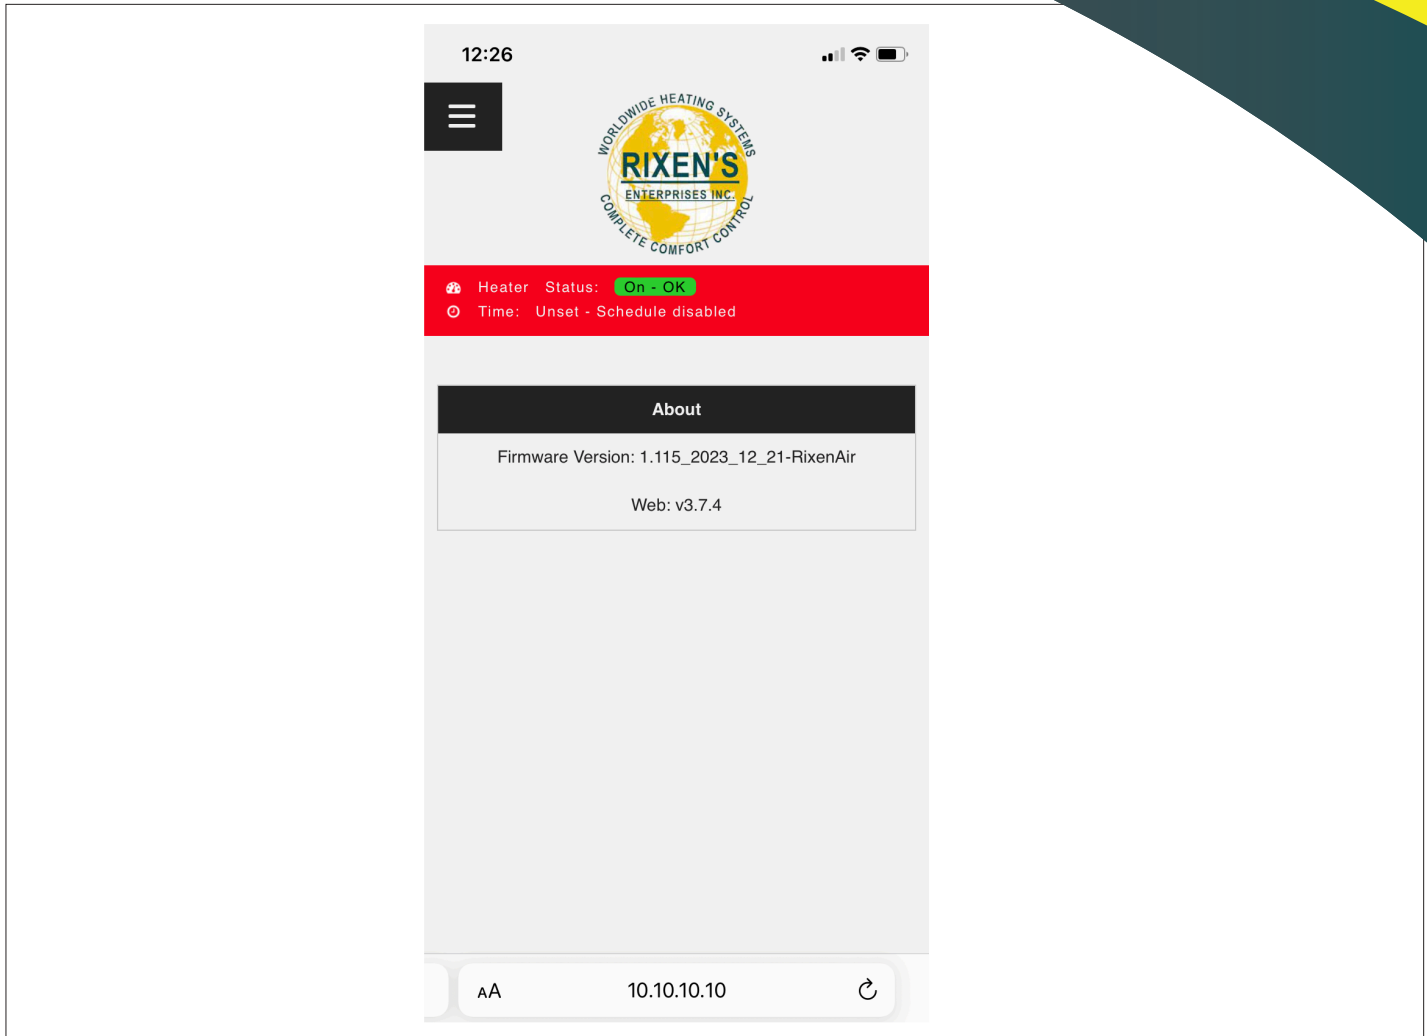 12:26
WORLDWIDE HEATING SYSTEMS
RIXEN'S
ENTERPRISES INC.
COMPLETE COMFORT CONTROL
Heater Status: On - OK
Time: Unset - Schedule disabled
About
Firmware Version: 1.115_2023_12_21-RixenAir
Web: v3.7.4
AA 10.10.10.10